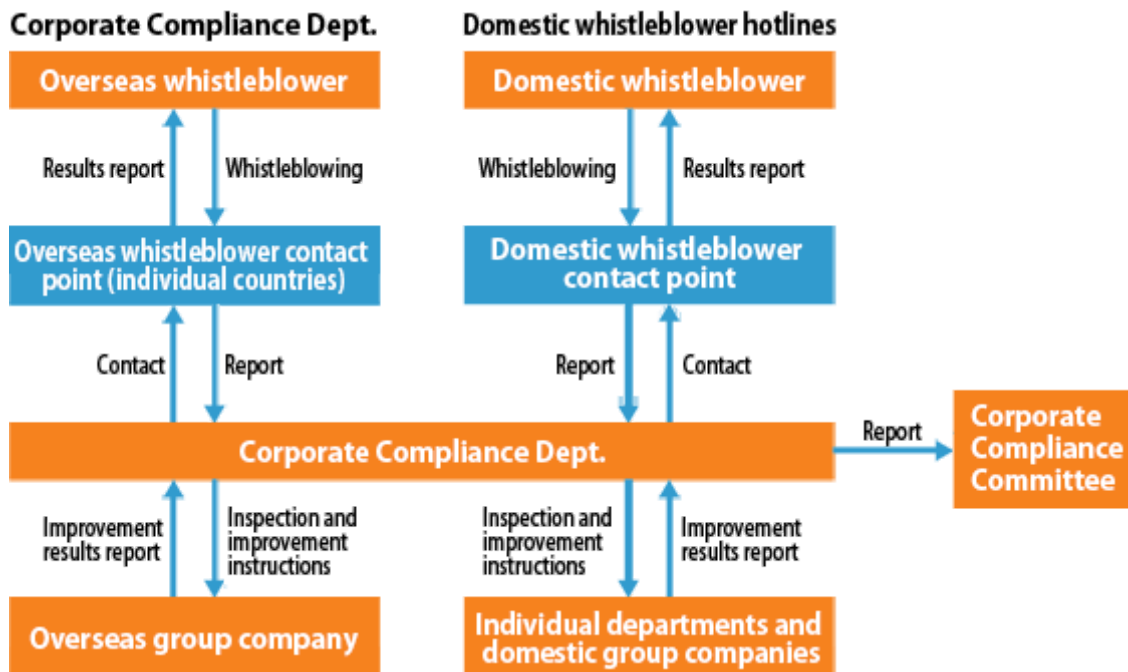 Corporate Compliance Dept.
Domestic whistleblower hotlines
Overseas whistleblower
Domestic whistleblower
Results report
Whistleblowing
Whistleblowing
Results report
Overseas whistleblower contact
point (individual countries)
Domestic whistleblower
contact point
Contact
Report
Report
Contact
Corporate Compliance Dept.
Report
Corporate
Compliance
Committee
Improvement
results report
Inspection and
improvement
instructions
Inspection and
improvement
instructions
Improvement
results report
Overseas group company
Individual departments and
domestic group companies